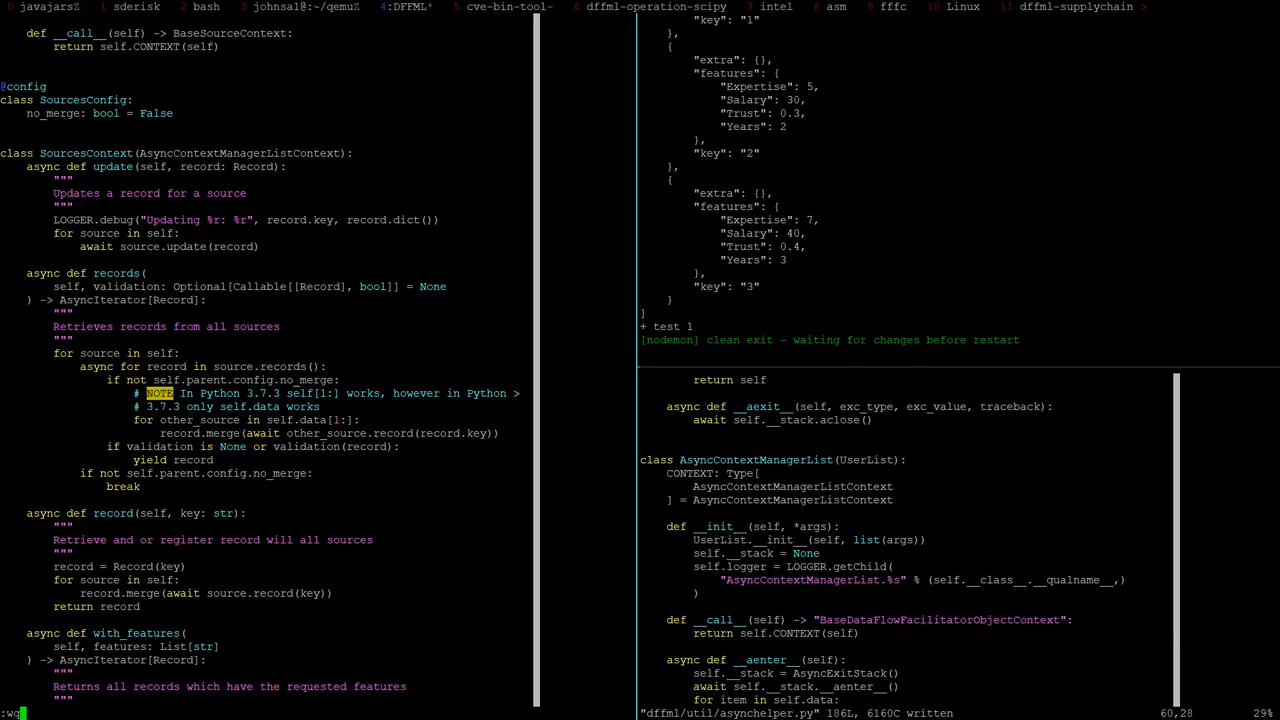 0 javajarsZ 1 sderisk 2 bash 3 johnsal@:~/qemuZ 4:DFFML* 5 cve-bin-tool- 6 dffml-operation-scipy 7 intel 8 asm 9 fffc 10 Linux 11 dffml-supplychain >
    def __call__(self) -> BaseSourceContext:
        return self.CONTEXT(self)
@config
class SourcesConfig:
    no_merge: bool = False
class SourcesContext(AsyncContextManagerListContext):
    async def update(self, record: Record):
        """
        Updates a record for a source
        """
        LOGGER.debug("Updating %r: %r", record.key, record.dict())
        for source in self:
            await source.update(record)
    async def records(
        self, validation: Optional[Callable[[Record], bool]] = None
    ) -> AsyncIterator[Record]:
        """
        Retrieves records from all sources
        """
        for source in self:
            async for record in source.records():
                if not self.parent.config.no_merge:
                    # NOTE In Python 3.7.3 self[1:] works, however in Python >
                    # 3.7.3 only self.data works
                    for other_source in self.data[1:]:
                        record.merge(await other_source.record(record.key))
                if validation is None or validation(record):
                    yield record
            if not self.parent.config.no_merge:
                break
    async def record(self, key: str):
        """
        Retrieve and or register record will all sources
        """
        record = Record(key)
        for source in self:
            record.merge(await source.record(key))
        return record
    async def with_features(
        self, features: List[str]
    ) -> AsyncIterator[Record]:
        """
        Returns all records which have the requested features
        """
:wq
            "key": "1"
    },
    {
        "extra": {},
        "features": {
            "Expertise": 5,
            "Salary": 30,
            "Trust": 0.3,
            "Years": 2
        },
        "key": "2"
    },
    {
        "extra": {},
        "features": {
            "Expertise": 7,
            "Salary": 40,
            "Trust": 0.4,
            "Years": 3
        },
        "key": "3"
    }
]
+ test 1
[nodemon] clean exit - waiting for changes before restart
        return self
    async def __aexit__(self, exc_type, exc_value, traceback):
        await self.__stack.aclose()
class AsyncContextManagerList(UserList):
    CONTEXT: Type[
        AsyncContextManagerListContext
    ] = AsyncContextManagerListContext
    def __init__(self, *args):
        UserList.__init__(self, list(args))
        self.__stack = None
        self.logger = LOGGER.getChild(
            "AsyncContextManagerList.%s" % (self.__class__.__qualname__,)
        )
    def __call__(self) -> "BaseDataFlowFacilitatorObjectContext":
        return self.CONTEXT(self)
    async def __aenter__(self):
        self.__stack = AsyncExitStack()
        await self.__stack.__aenter__()
        for item in self.data:
"dffml/util/asynchelper.py" 186L, 6160C written 60,28 29%